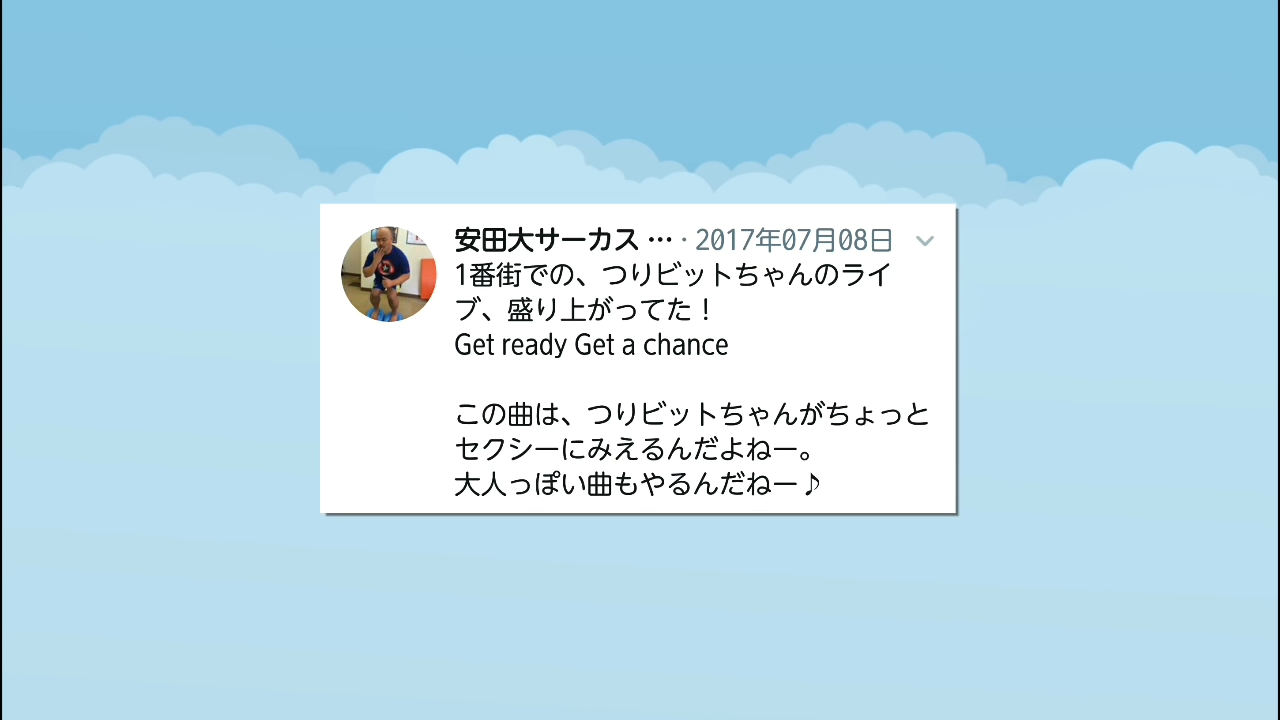 安田大サーカス … · 2017年07月08日
1番街での、つりビットちゃんのライ
ブ、盛り上がってた！
Get ready Get a chance
この曲は、つりビットちゃんがちょっと
セクシーにみえるんだよねー。
大人っぽい曲もやるんだねー♪